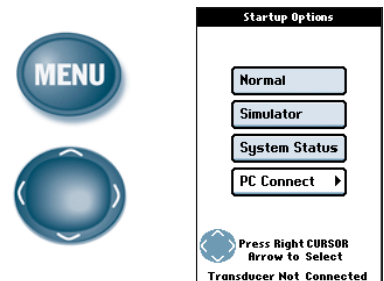 MENU
Startup Options
Normal
Simulator
System Status
PC Connect
Press Right CURSOR
Arrow to Select
Transducer Not Connected